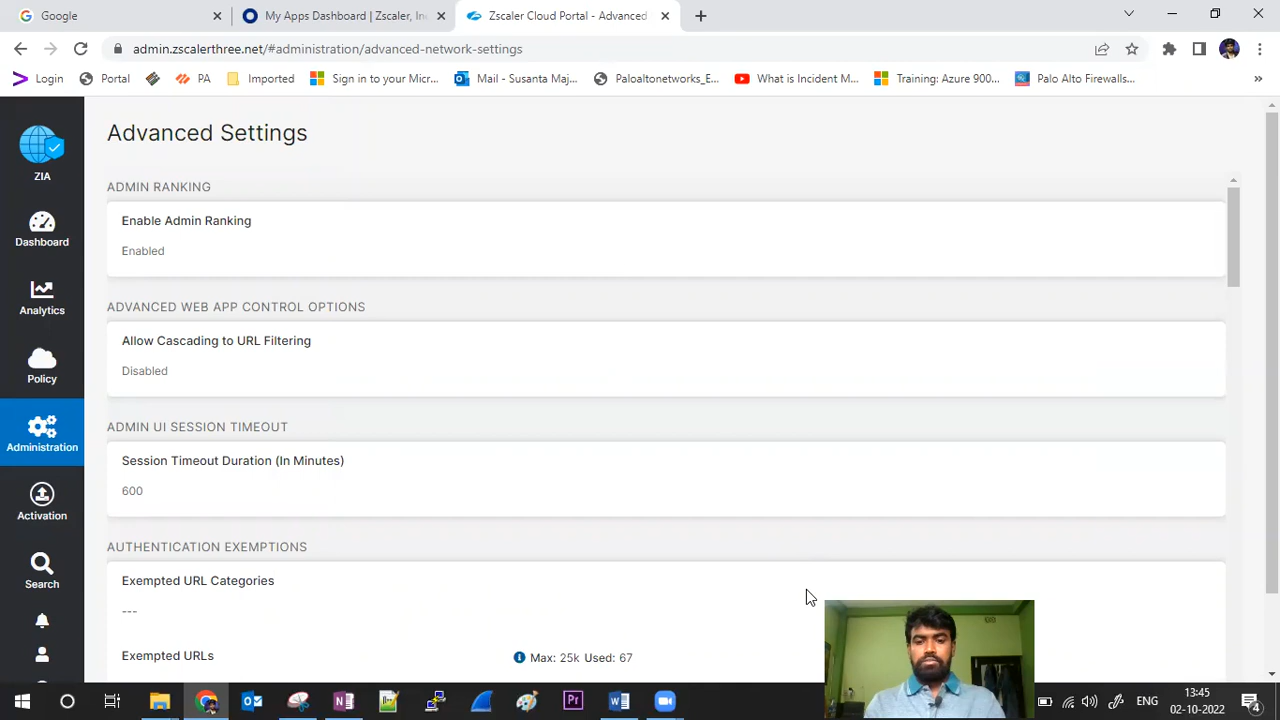 Google
My Apps Dashboard | Zscaler, In
Zscaler Cloud Portal - Advanced
admin.zscalerthree.net/#administration/advanced-network-settings
Login
Portal
PA
Imported
Sign in to your Micr...
Mail - Susanta Maj...
Paloaltonetworks_E...
What is Incident M...
Training: Azure 900...
Palo Alto Firewalls...
»
ZIA
Dashboard
Analytics
Policy
Administration
Activation
Search
Advanced Settings
ADMIN RANKING
Enable Admin Ranking
Enabled
ADVANCED WEB APP CONTROL OPTIONS
Allow Cascading to URL Filtering
Disabled
ADMIN UI SESSION TIMEOUT
Session Timeout Duration (In Minutes)
600
AUTHENTICATION EXEMPTIONS
Exempted URL Categories
---
Exempted URLs
Max: 25k Used: 67
ENG
13:45
02-10-2022
4